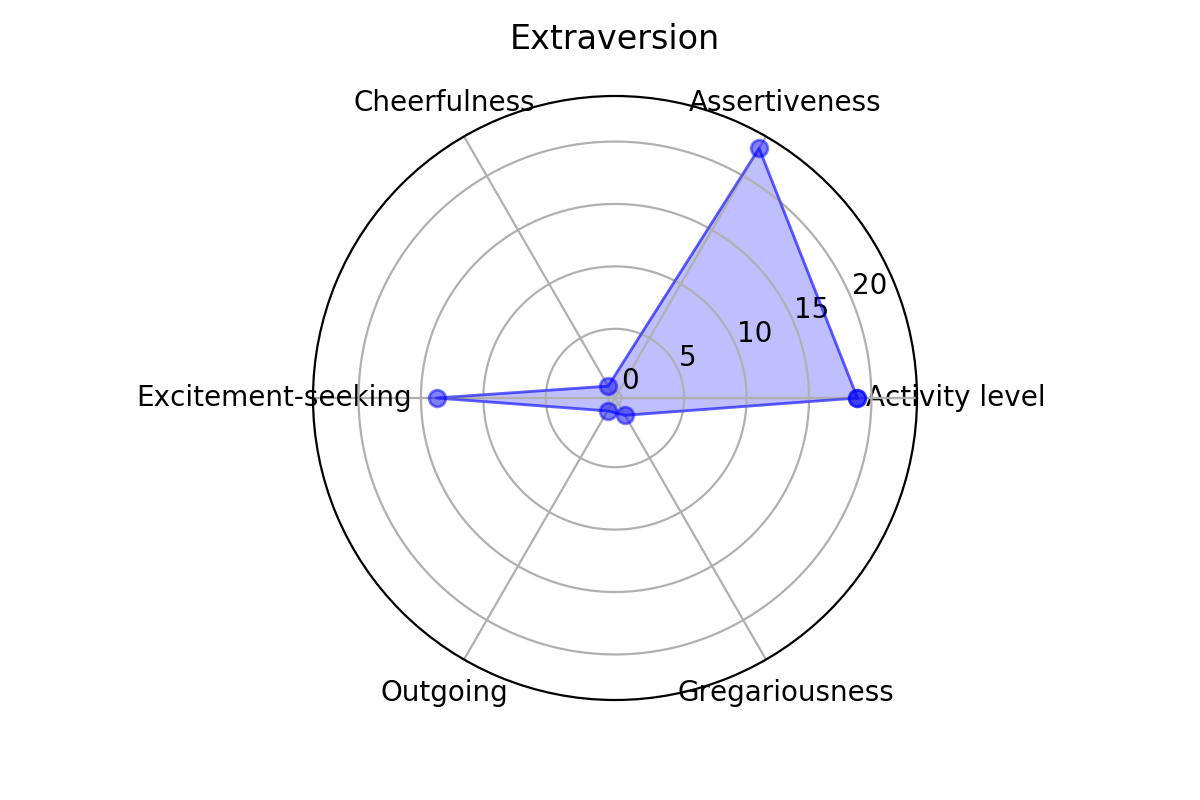 Extraversion
Cheerfulness
Assertiveness
20
15
10
5
0
Excitement-seeking
Activity level
Outgoing
Gregariousness